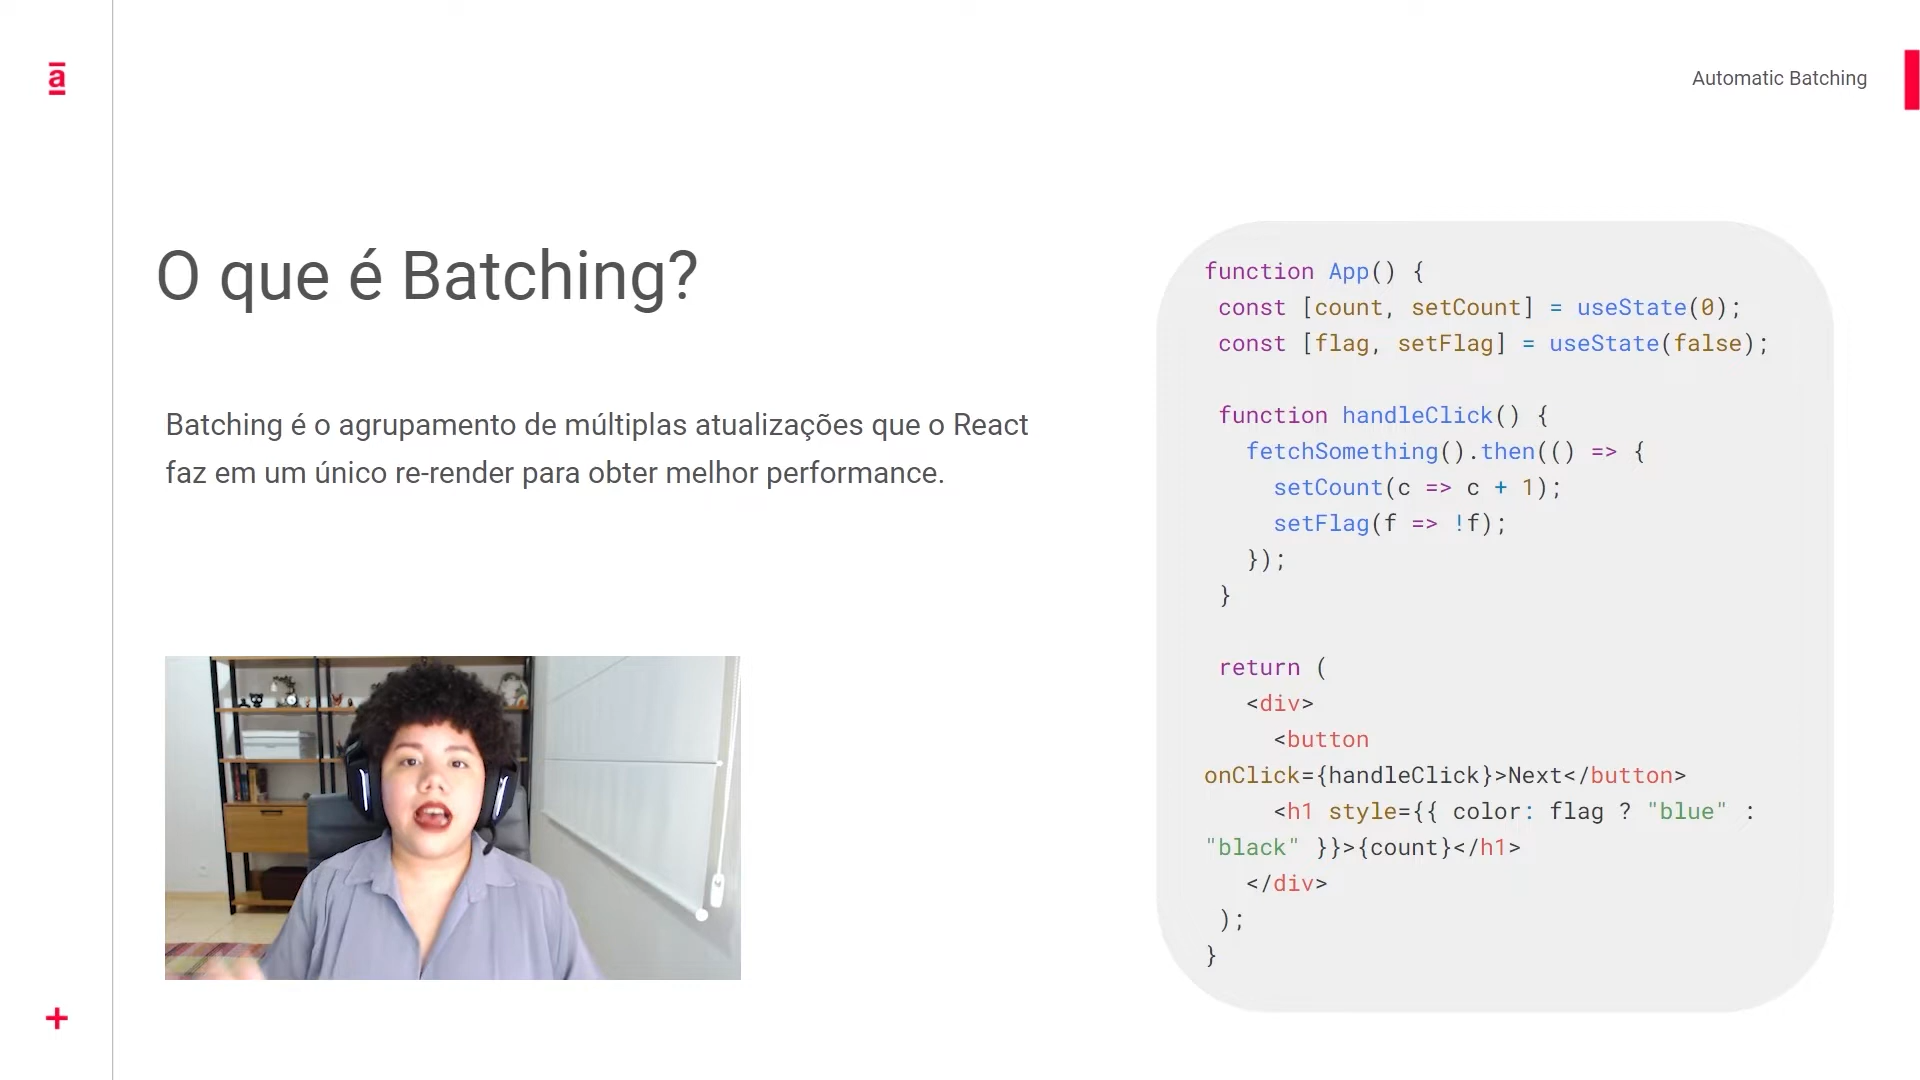 ā
Automatic Batching
O que é Batching?
Batching é o agrupamento de múltiplas atualizações que o React
faz em um único re-render para obter melhor performance.
function App() {
 const [count, setCount] = useState(0);
 const [flag, setFlag] = useState(false);
 function handleClick() {
   fetchSomething().then(() => {
     setCount(c => c + 1);
     setFlag(f => !f);
   });
 }
 return (
   <div>
     <button
onClick={handleClick}>Next</button>
     <h1 style={{ color: flag ? "blue" :
"black" }}>{count}</h1>
   </div>
 );
}
+